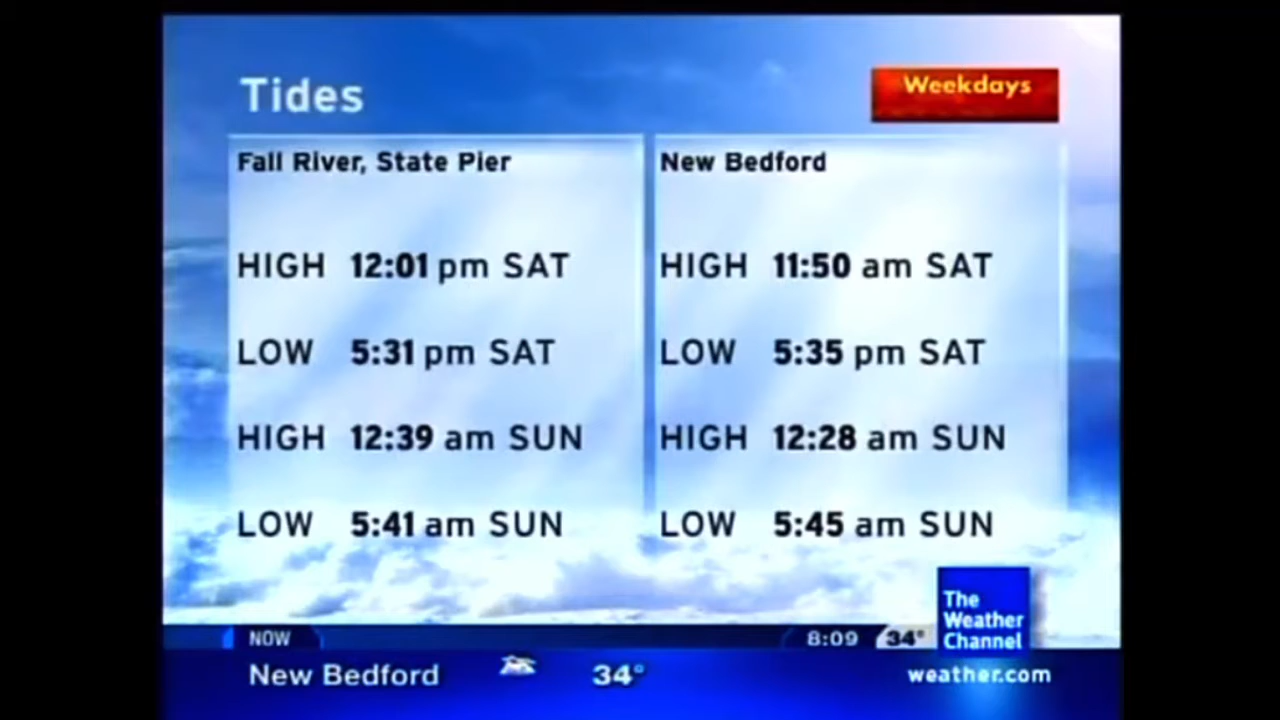 Tides
Weekdays
Fall River, State Pier
HIGH 12:01 pm SAT
LOW 5:31 pm SAT
HIGH 12:39 am SUN
LOW 5:41 am SUN
New Bedford
HIGH 11:50 am SAT
LOW 5:35 pm SAT
HIGH 12:28 am SUN
LOW 5:45 am SUN
The
Weather
Channel
NOW
8:09 34°
New Bedford 34°
weather.com